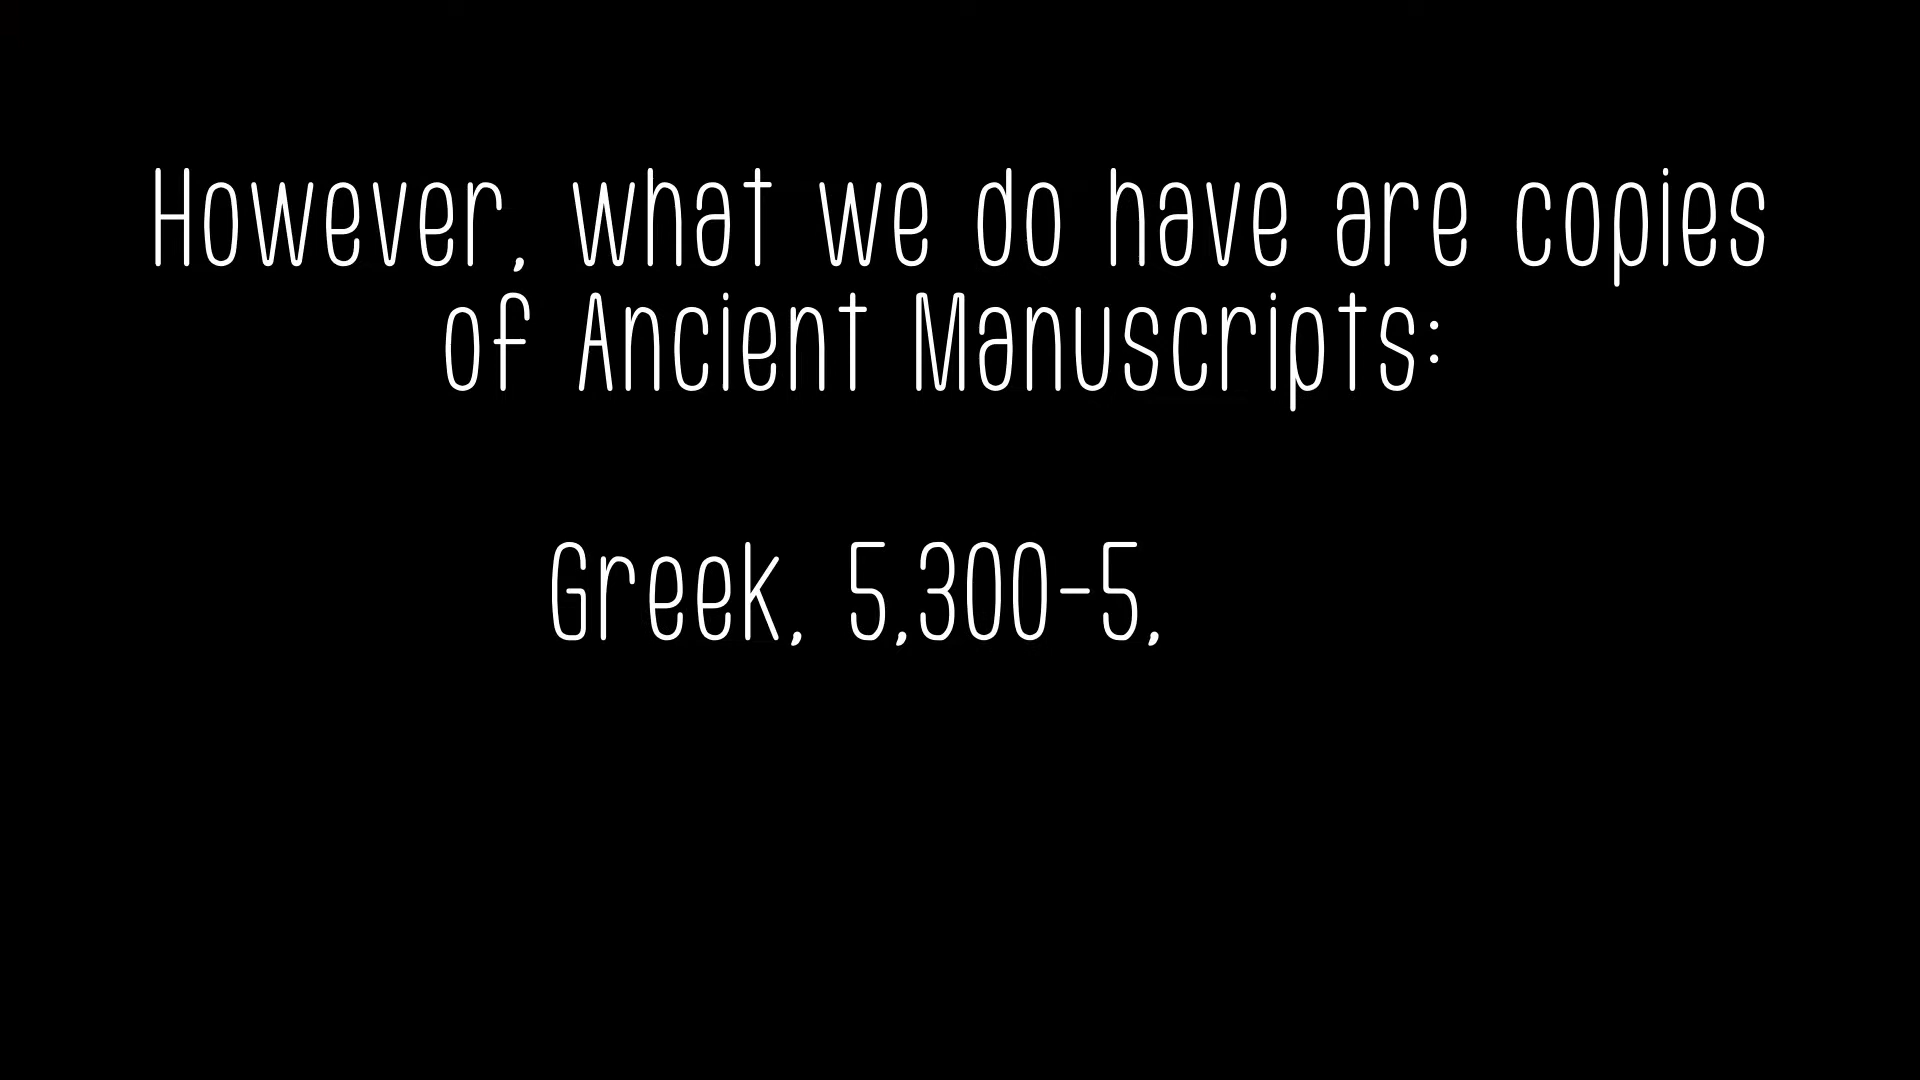 However, what we do have are copies
of Ancient Manuscripts:
Greek, 5,300-5,